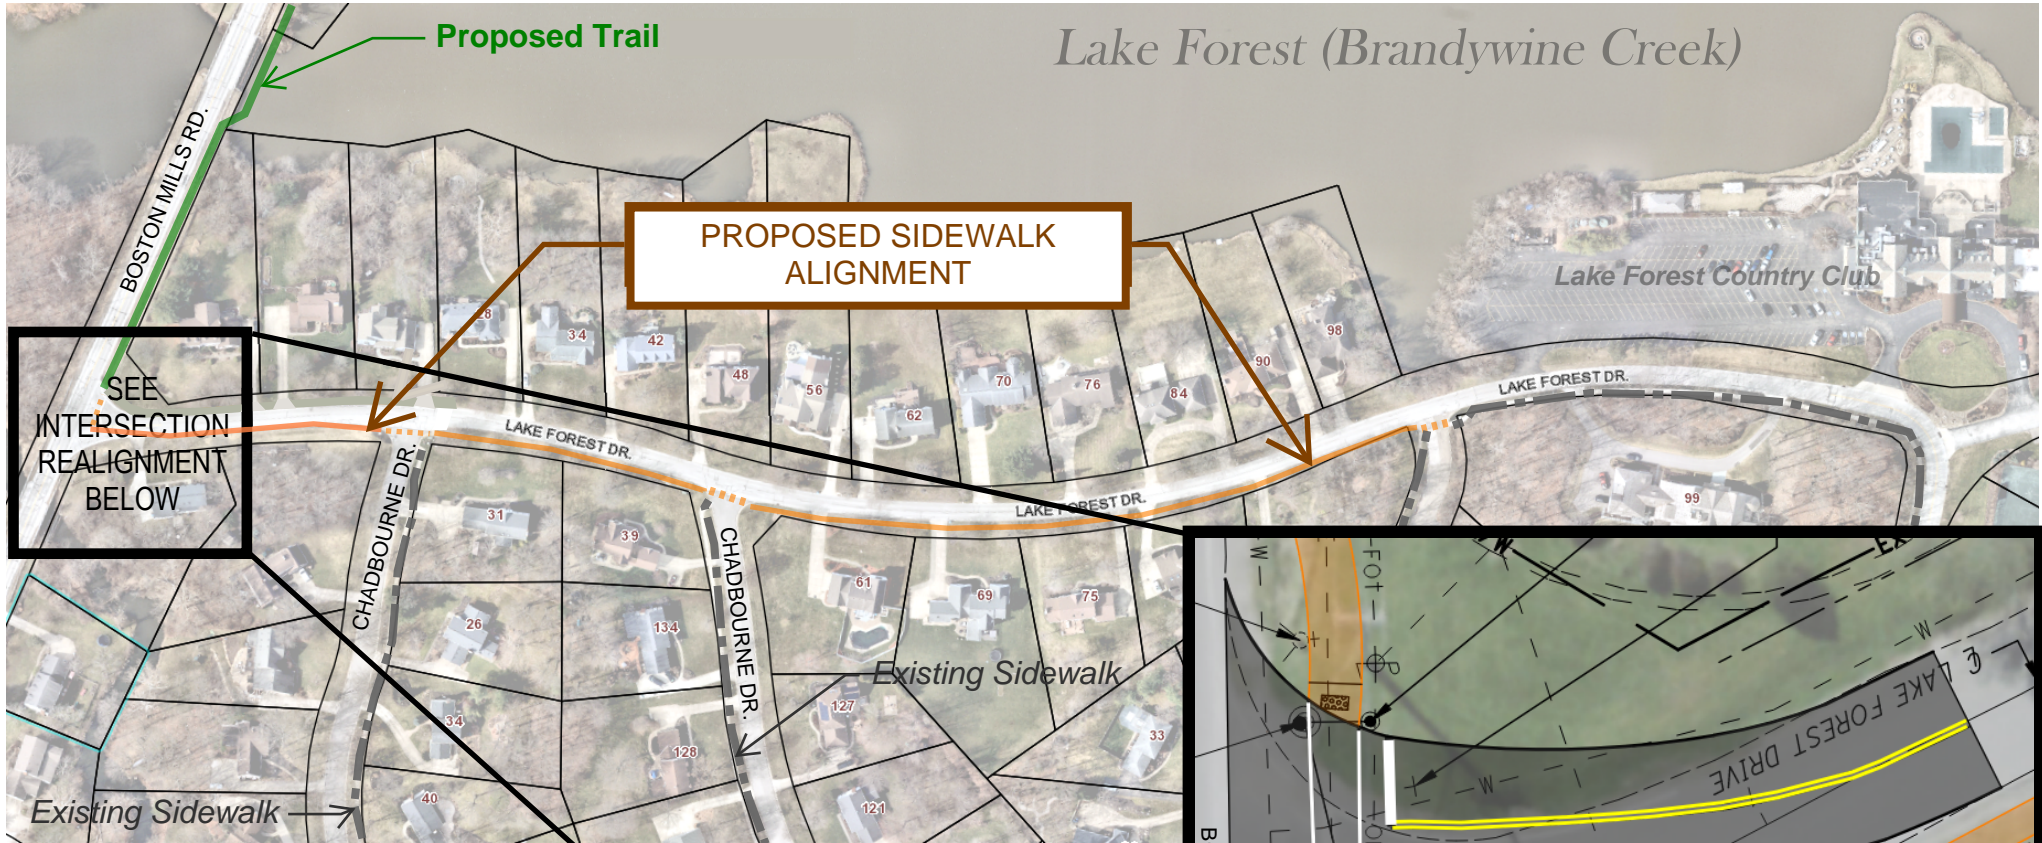 Proposed Trail
Lake Forest (Brandywine Creek)
BOSTON MILLS RD.
PROPOSED SIDEWALK
ALIGNMENT
Lake Forest Country Club
28
34
42
48
56
62
70
76
84
90
98
SEE
INTERSECTION
REALIGNMENT
BELOW
LAKE FOREST DR.
LAKE FOREST DR.
LAKE FOREST DR.
CHADBOURNE DR.
CHADBOURNE DR.
31
39
61
69
75
99
26
134
34
128
127
33
40
121
Existing Sidewalk
Existing Sidewalk
W
FOt
W
EX
P
W
W
℄ LAKE FOREST DRIVE
B